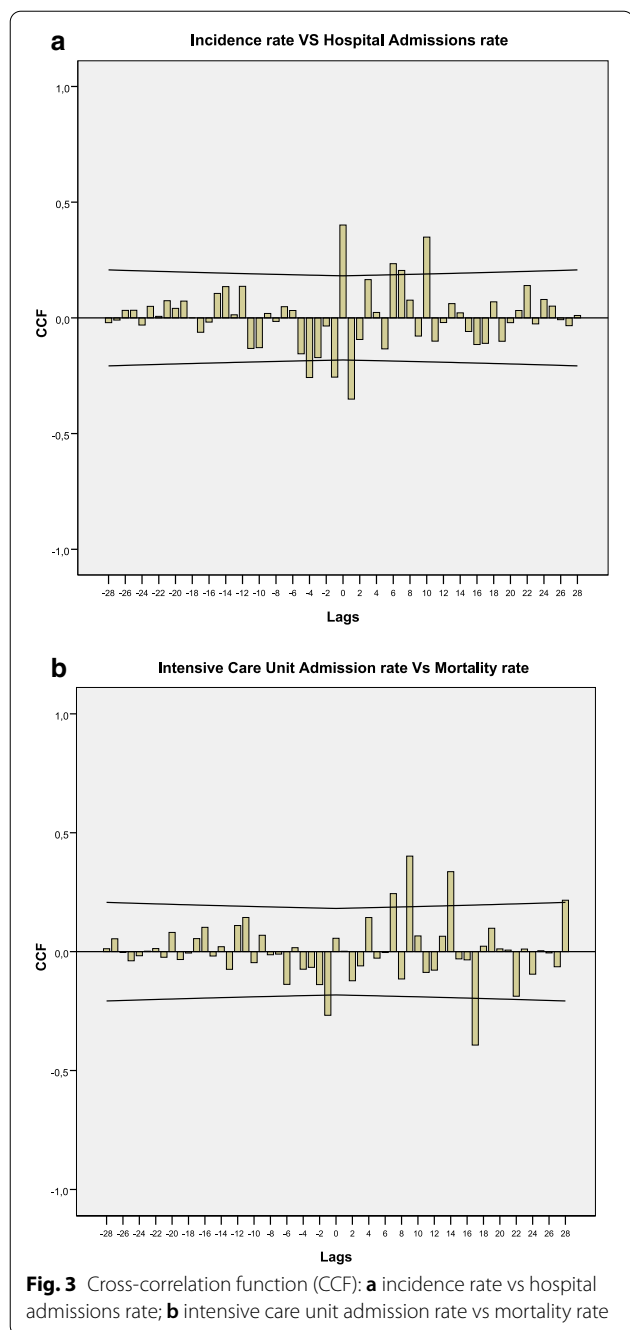 a
Incidence rate VS Hospital Admissions rate
1,0
0,5
0,0
-0,5
-1,0
CCF
-28 -26 -24 -22 -20 -18 -16 -14 -12 -10 -8 -6 -4 -2 0 2 4 6 8 10 12 14 16 18 20 22 24 26 28
Lags
b
Intensive Care Unit Admission rate Vs Mortality rate
1,0
0,5
0,0
-0,5
-1,0
CCF
-28 -26 -24 -22 -20 -18 -16 -14 -12 -10 -8 -6 -4 -2 0 2 4 6 8 10 12 14 16 18 20 22 24 26 28
Lags
Fig. 3 Cross-correlation function (CCF): a incidence rate vs hospital
admissions rate; b intensive care unit admission rate vs mortality rate